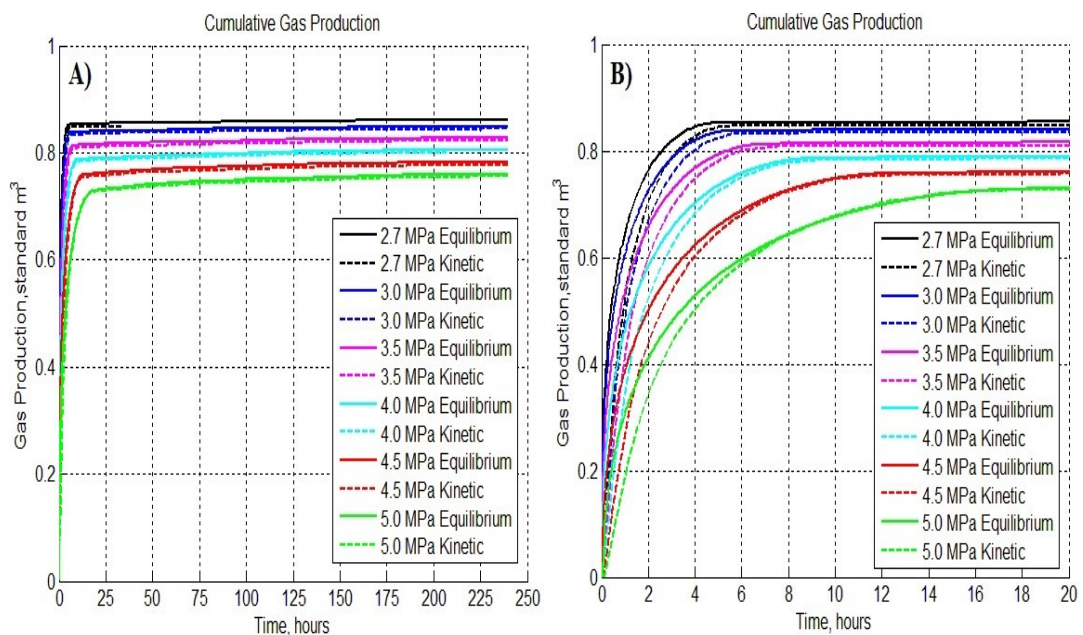 Cumulative Gas Production
A)
Gas Production,standard m³
1
0.8
0.6
0.4
0.2
0
0 25 50 75 100 125 150 175 200 225 250
Time, hours
2.7 MPa Equilibrium
2.7 MPa Kinetic
3.0 MPa Equilibrium
3.0 MPa Kinetic
3.5 MPa Equilibrium
3.5 MPa Kinetic
4.0 MPa Equilibrium
4.0 MPa Kinetic
4.5 MPa Equilibrium
4.5 MPa Kinetic
5.0 MPa Equilibrium
5.0 MPa Kinetic
Cumulative Gas Production
B)
Gas Production,standard m³
1
0.8
0.6
0.4
0.2
0
0 2 4 6 8 10 12 14 16 18 20
Time, hours
2.7 MPa Equilibrium
2.7 MPa Kinetic
3.0 MPa Equilibrium
3.0 MPa Kinetic
3.5 MPa Equilibrium
3.5 MPa Kinetic
4.0 MPa Equilibrium
4.0 MPa Kinetic
4.5 MPa Equilibrium
4.5 MPa Kinetic
5.0 MPa Equilibrium
5.0 MPa Kinetic